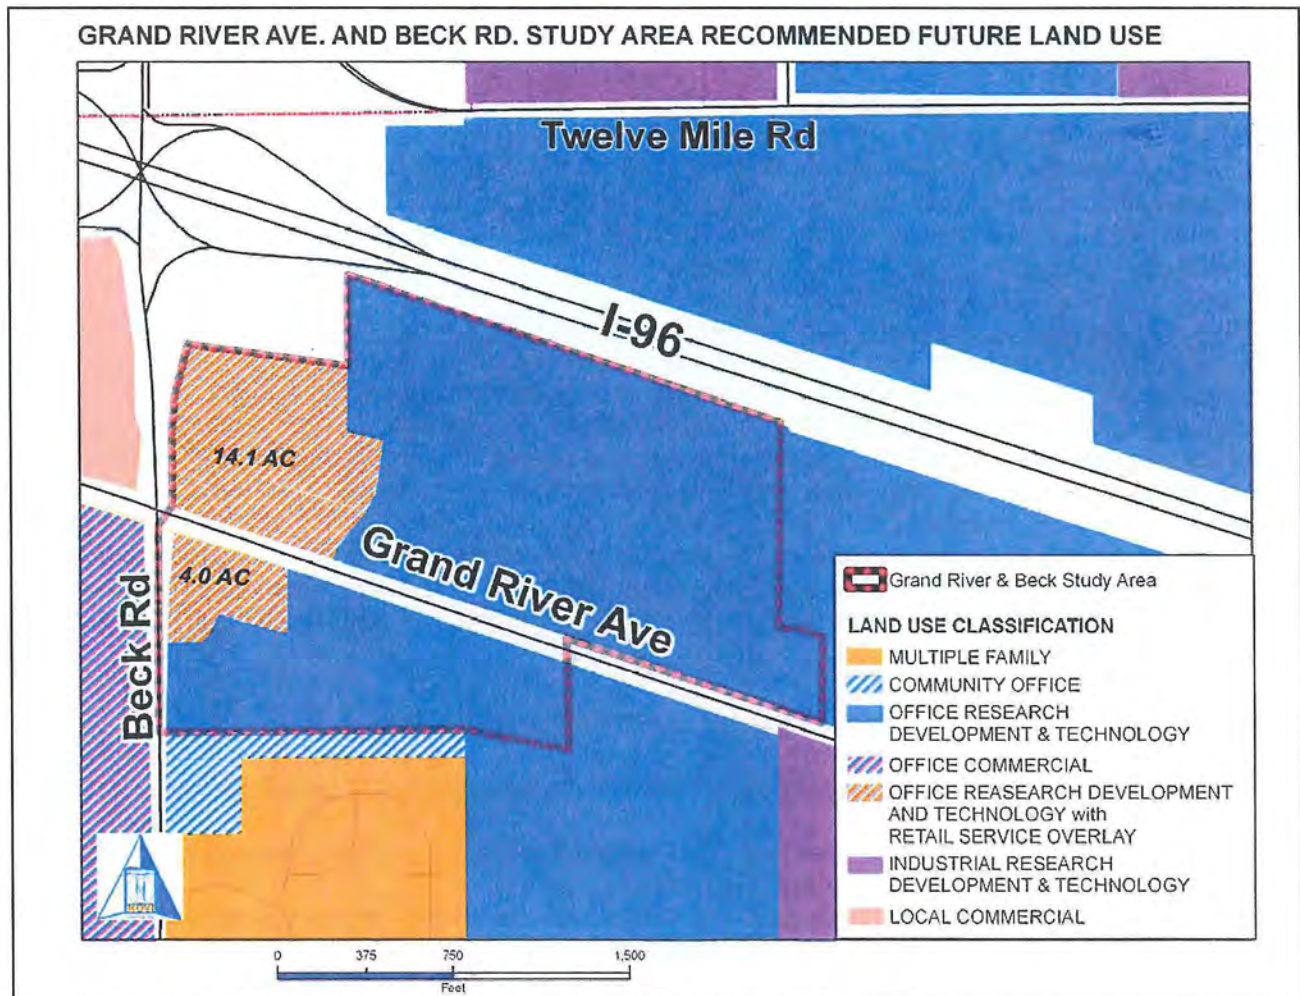 GRAND RIVER AVE. AND BECK RD. STUDY AREA RECOMMENDED FUTURE LAND USE
Twelve Mile Rd
I-96
14.1 AC
Grand River Ave
4.0 AC
Beck Rd
Grand River & Beck Study Area
LAND USE CLASSIFICATION
MULTIPLE FAMILY
COMMUNITY OFFICE
OFFICE RESEARCH
DEVELOPMENT & TECHNOLOGY
OFFICE COMMERCIAL
OFFICE REASEARCH DEVELOPMENT
AND TECHNOLOGY with
RETAIL SERVICE OVERLAY
INDUSTRIAL RESEARCH
DEVELOPMENT & TECHNOLOGY
LOCAL COMMERCIAL
0 375 750 1,500
Feet